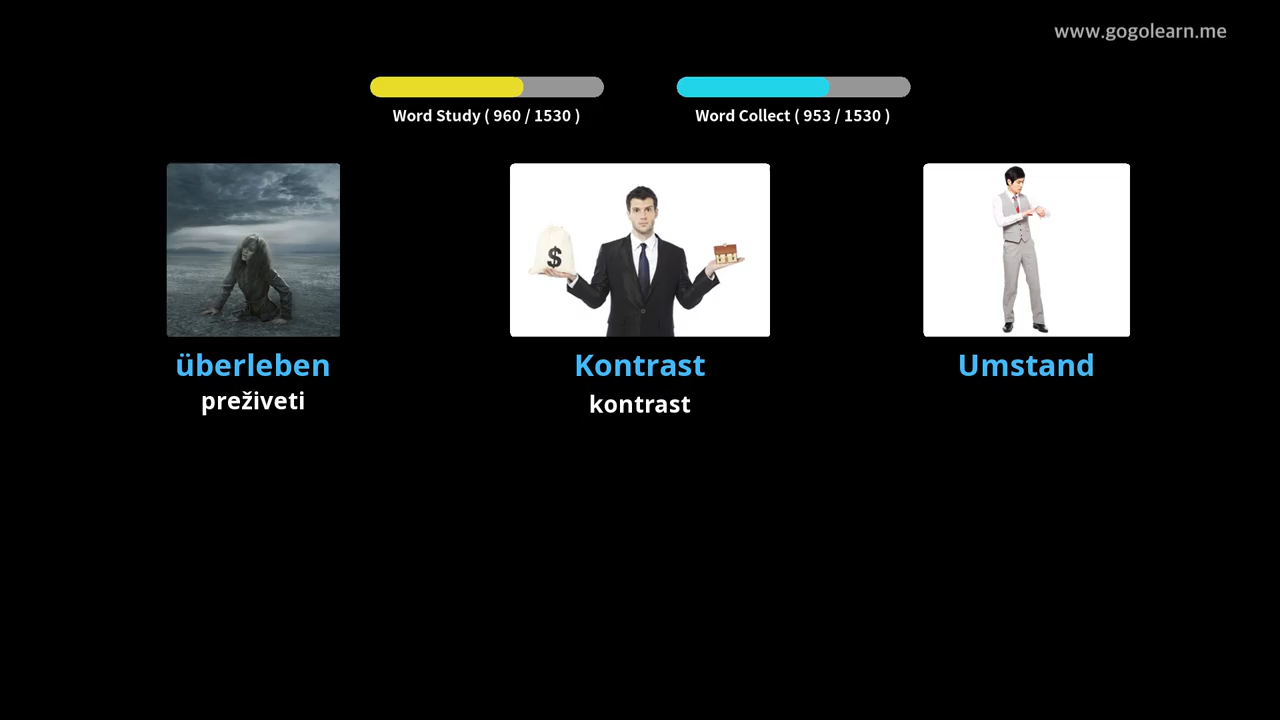 www.gogolearn.me
Word Study ( 960 / 1530 )
Word Collect ( 953 / 1530 )
$
überleben
Kontrast
Umstand
preživeti
kontrast